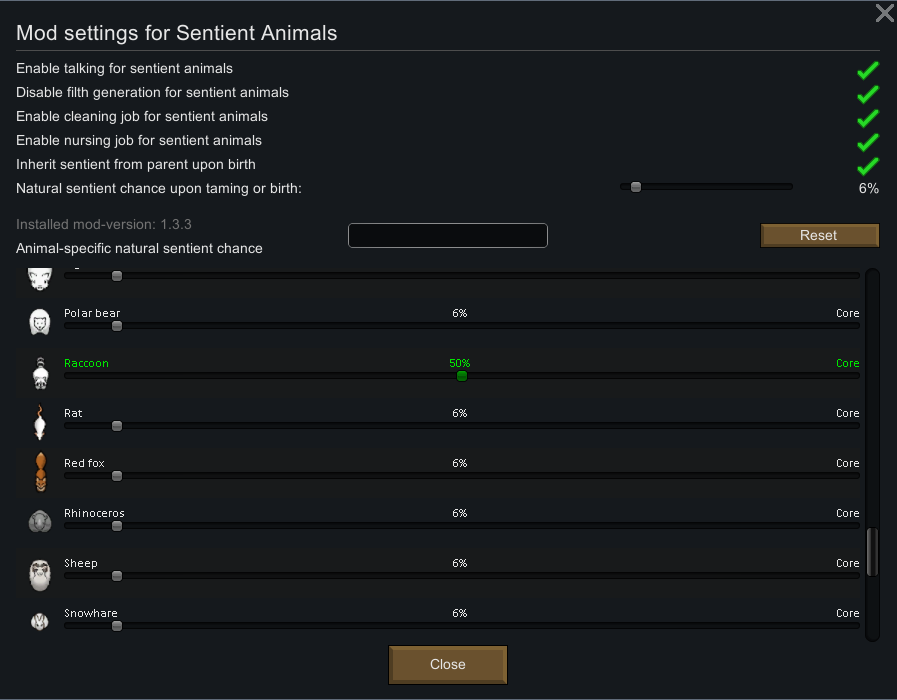 Mod settings for Sentient Animals
Enable talking for sentient animals
Disable filth generation for sentient animals
Enable cleaning job for sentient animals
Enable nursing job for sentient animals
Inherit sentient from parent upon birth
Natural sentient chance upon taming or birth: 6%
Installed mod-version: 1.3.3
Animal-specific natural sentient chance
Reset
Polar bear 6% Core
Raccoon 50% Core
Rat 6% Core
Red fox 6% Core
Rhinoceros 6% Core
Sheep 6% Core
Snowhare 6% Core
Close